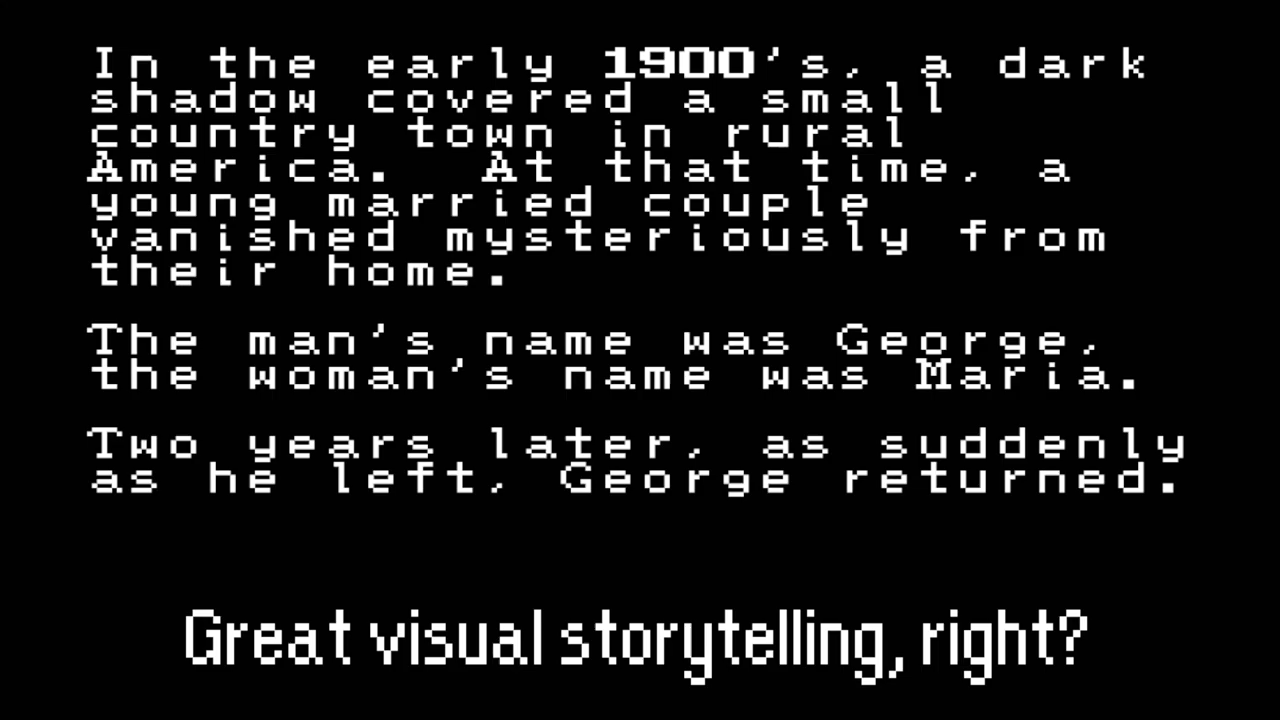 In the early 1900's, a dark
shadow covered a small
country town in rural
America. At that time, a
young married couple
vanished mysteriously from
their home.
The man's name was George,
the woman's name was Maria.
Two years later, as suddenly
as he left, George returned.
Great visual storytelling, right?